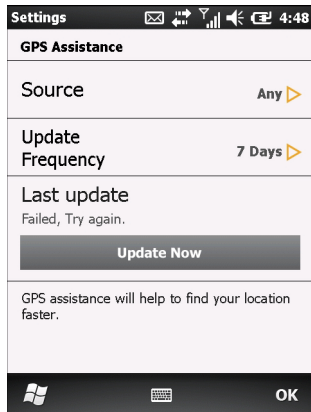 Settings 4:48
GPS Assistance
Source
Any
Update
Frequency
7 Days
Last update
Failed, Try again.
Update Now
GPS assistance will help to find your location
faster.
OK